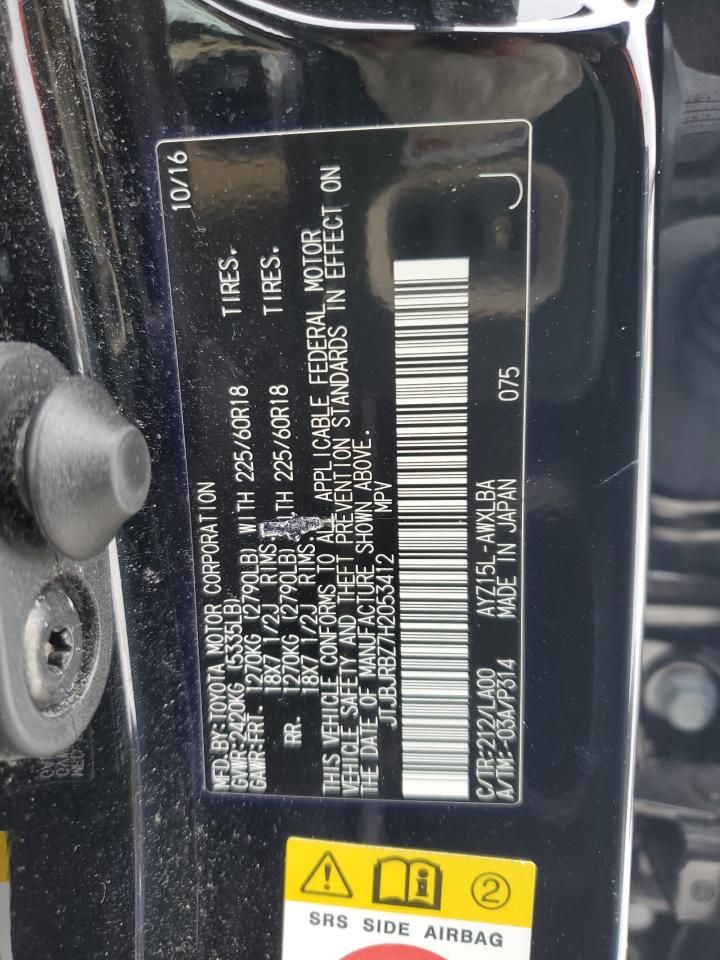 MFD.BY:TOYOTA MOTOR CORPORATION 10/16
GVWR:2420KG (5335LB)
GAWR:FRT. 1270KG (2790LB) WITH 225/60R18 TIRES.
18X7 1/2J RIMS.
RR. 1270KG (2790LB) ITH 225/60R18 TIRES.
18X7 1/2J RIMS.
THIS VEHICLE CONFORMS TO AL APPLICABLE FEDERAL MOTOR
VEHICLE SAFETY AND THEFT PREVENTION STANDARDS IN EFFECT ON
THE DATE OF MANUFACTURE SHOWN ABOVE.
JTJBJRBZ7H2053412 MPV
C/TR:212/LA00 AYZ15L-AWXLBA 075
A/TM:-03A/P314 MADE IN JAPAN J
2
SRS SIDE AIRBAG